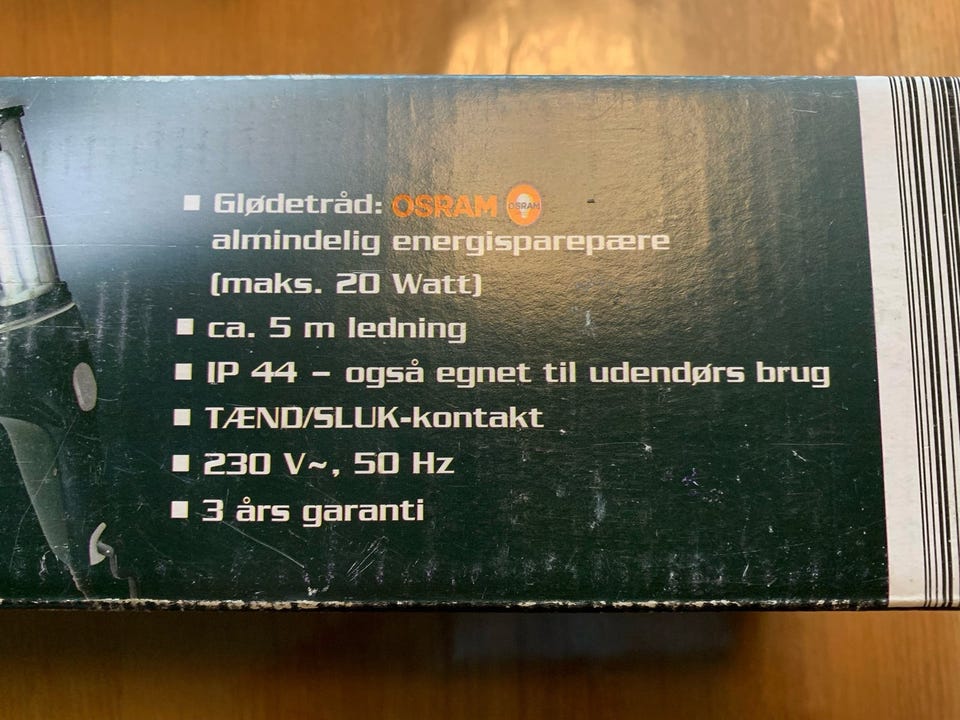 ▪ Glødetråd: OSRAM OSRAM
almindelig energisparepære
(maks. 20 Watt)
▪ ca. 5 m ledning
▪ IP 44 – også egnet til udendørs brug
▪ TÆND/SLUK-kontakt
▪ 230 V~, 50 Hz
▪ 3 års garanti